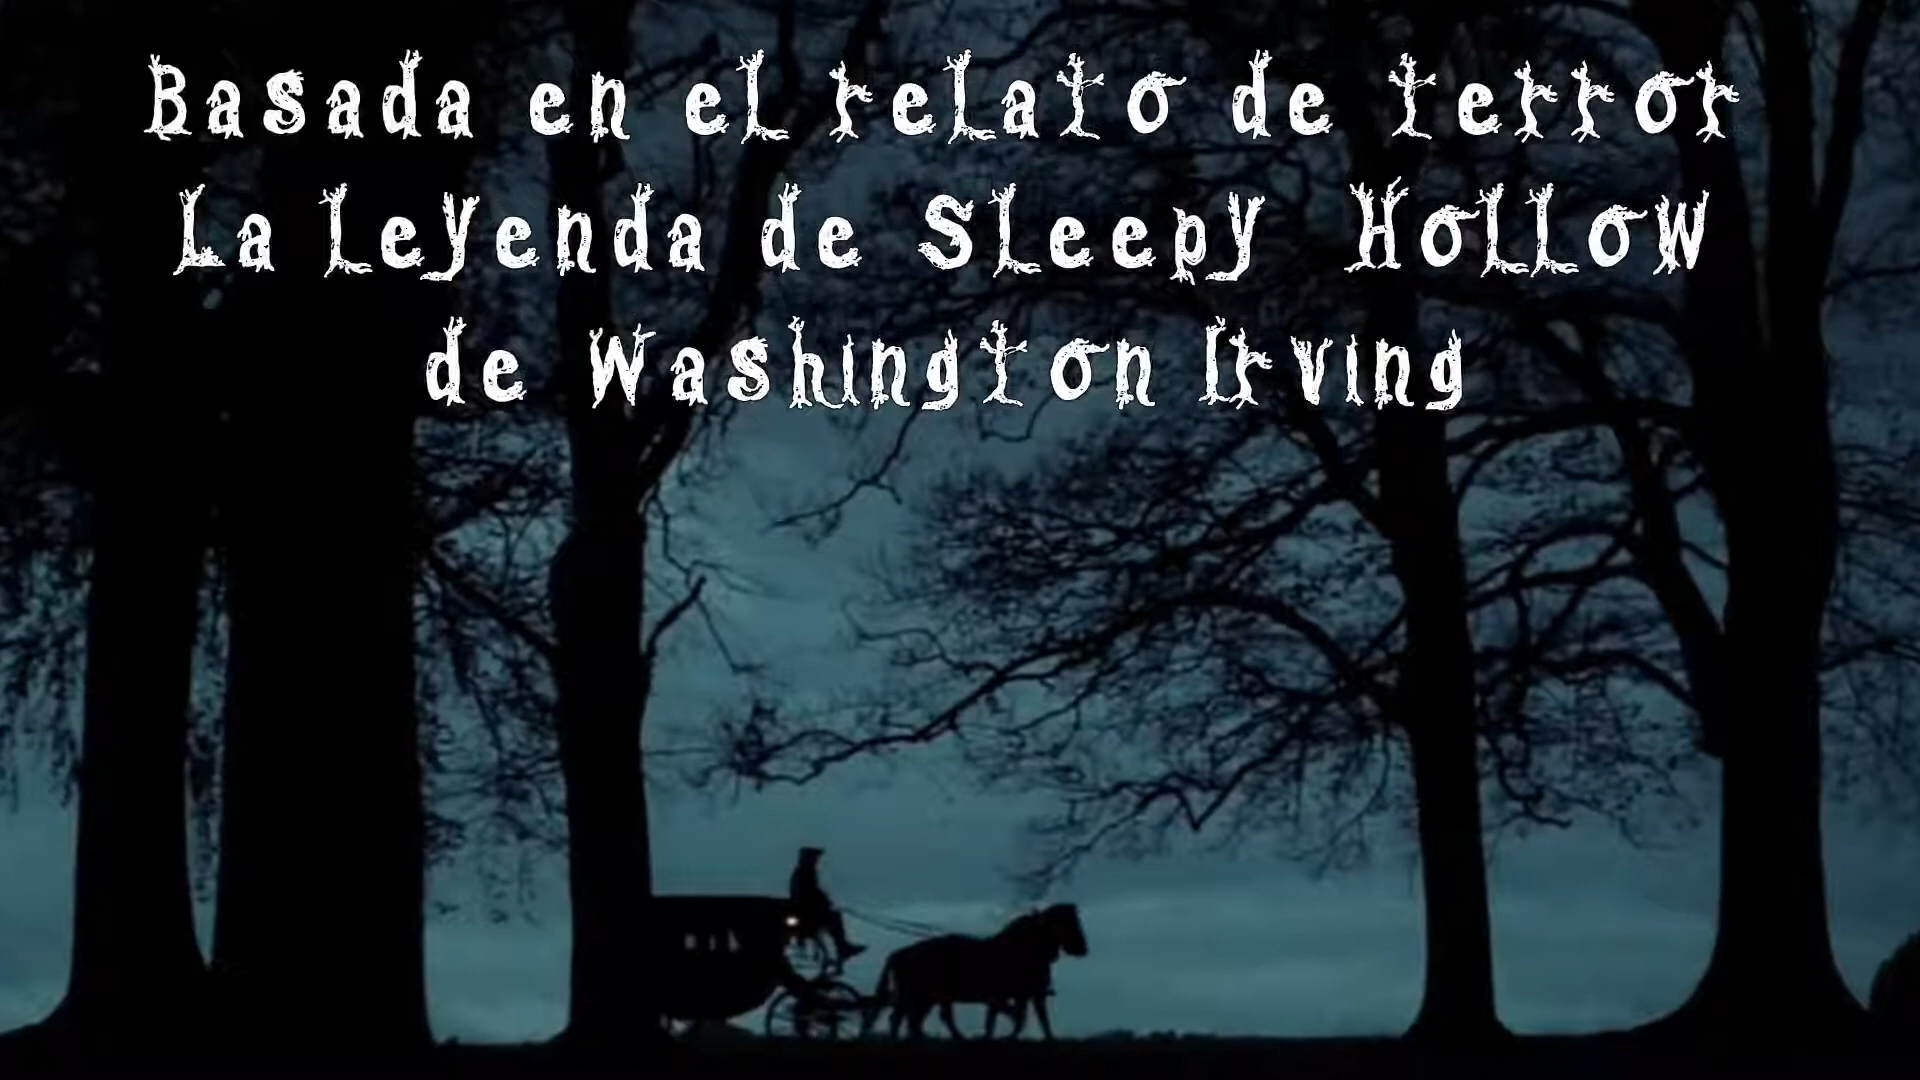 Basada en el relato de terror
La Leyenda de Sleepy Hollow
de Washington Irving